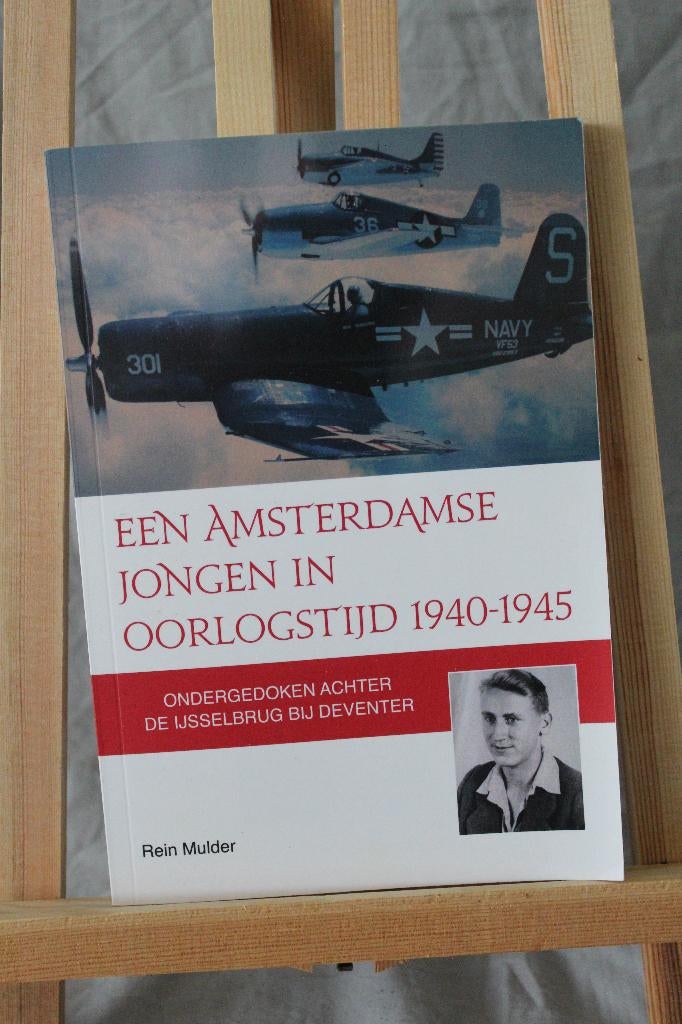 36
S
NAVY
VF53
301
EEN AMSTERDAMSE
JONGEN IN
OORLOGSTIJD 1940-1945
ONDERGEDOKEN ACHTER
DE IJSSELBRUG BIJ DEVENTER
Rein Mulder